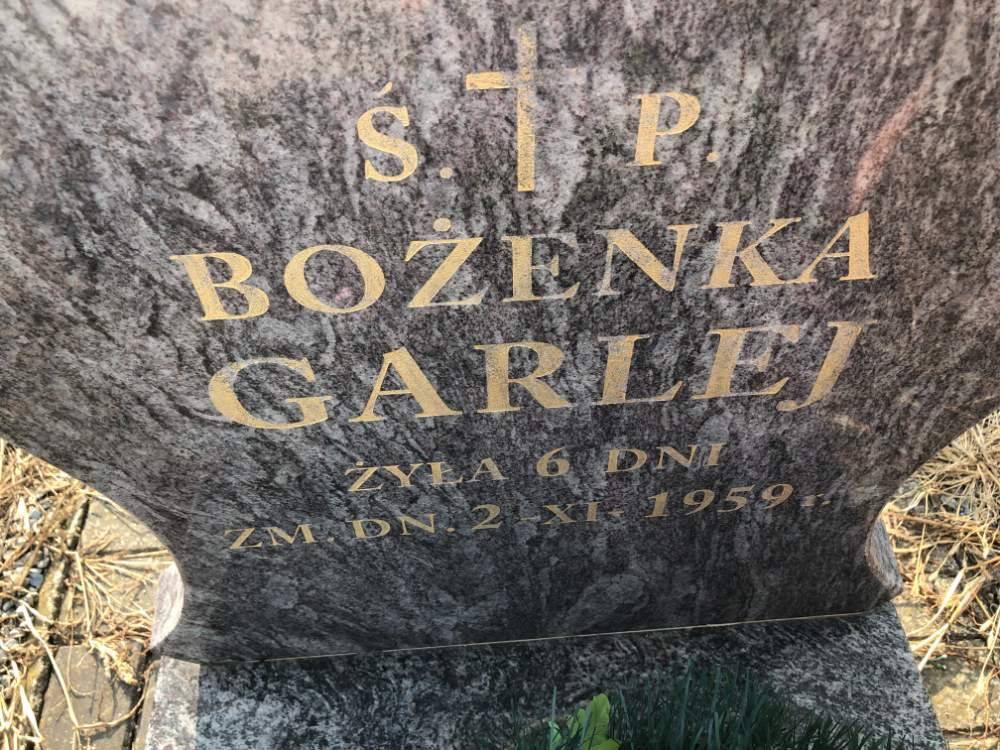 Ś. P.
BOŻENKA
GARLEJ
ŻYŁA 6 DNI
ZM. DN. 2-XI-1959 r.